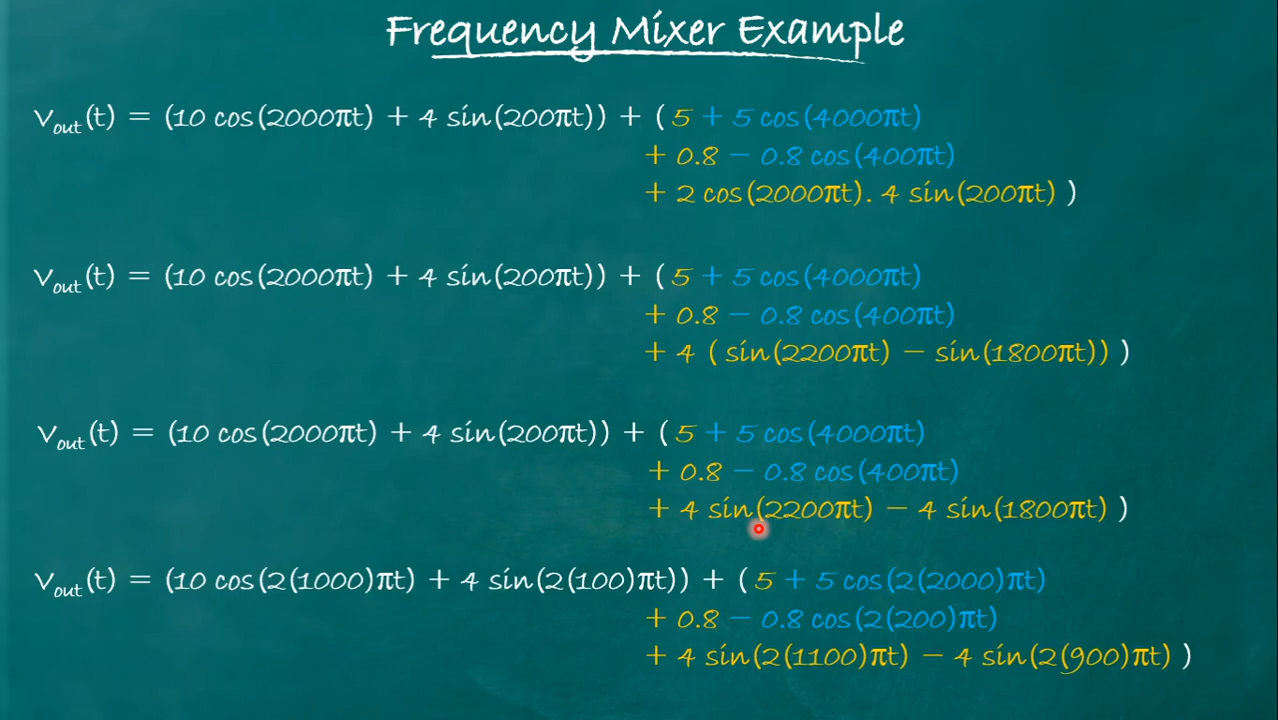 Frequency Mixer Example
v_out(t) = (10 cos(2000πt) + 4 sin(200πt)) + ( 5 + 5 cos(4000πt)
+ 0.8 − 0.8 cos(400πt)
+ 2 cos(2000πt). 4 sin(200πt) )
v_out(t) = (10 cos(2000πt) + 4 sin(200πt)) + ( 5 + 5 cos(4000πt)
+ 0.8 − 0.8 cos(400πt)
+ 4 ( sin(2200πt) − sin(1800πt)) )
v_out(t) = (10 cos(2000πt) + 4 sin(200πt)) + ( 5 + 5 cos(4000πt)
+ 0.8 − 0.8 cos(400πt)
+ 4 sin(2200πt) − 4 sin(1800πt) )
v_out(t) = (10 cos(2(1000)πt) + 4 sin(2(100)πt)) + ( 5 + 5 cos(2(2000)πt)
+ 0.8 − 0.8 cos(2(200)πt)
+ 4 sin(2(1100)πt) − 4 sin(2(900)πt) )